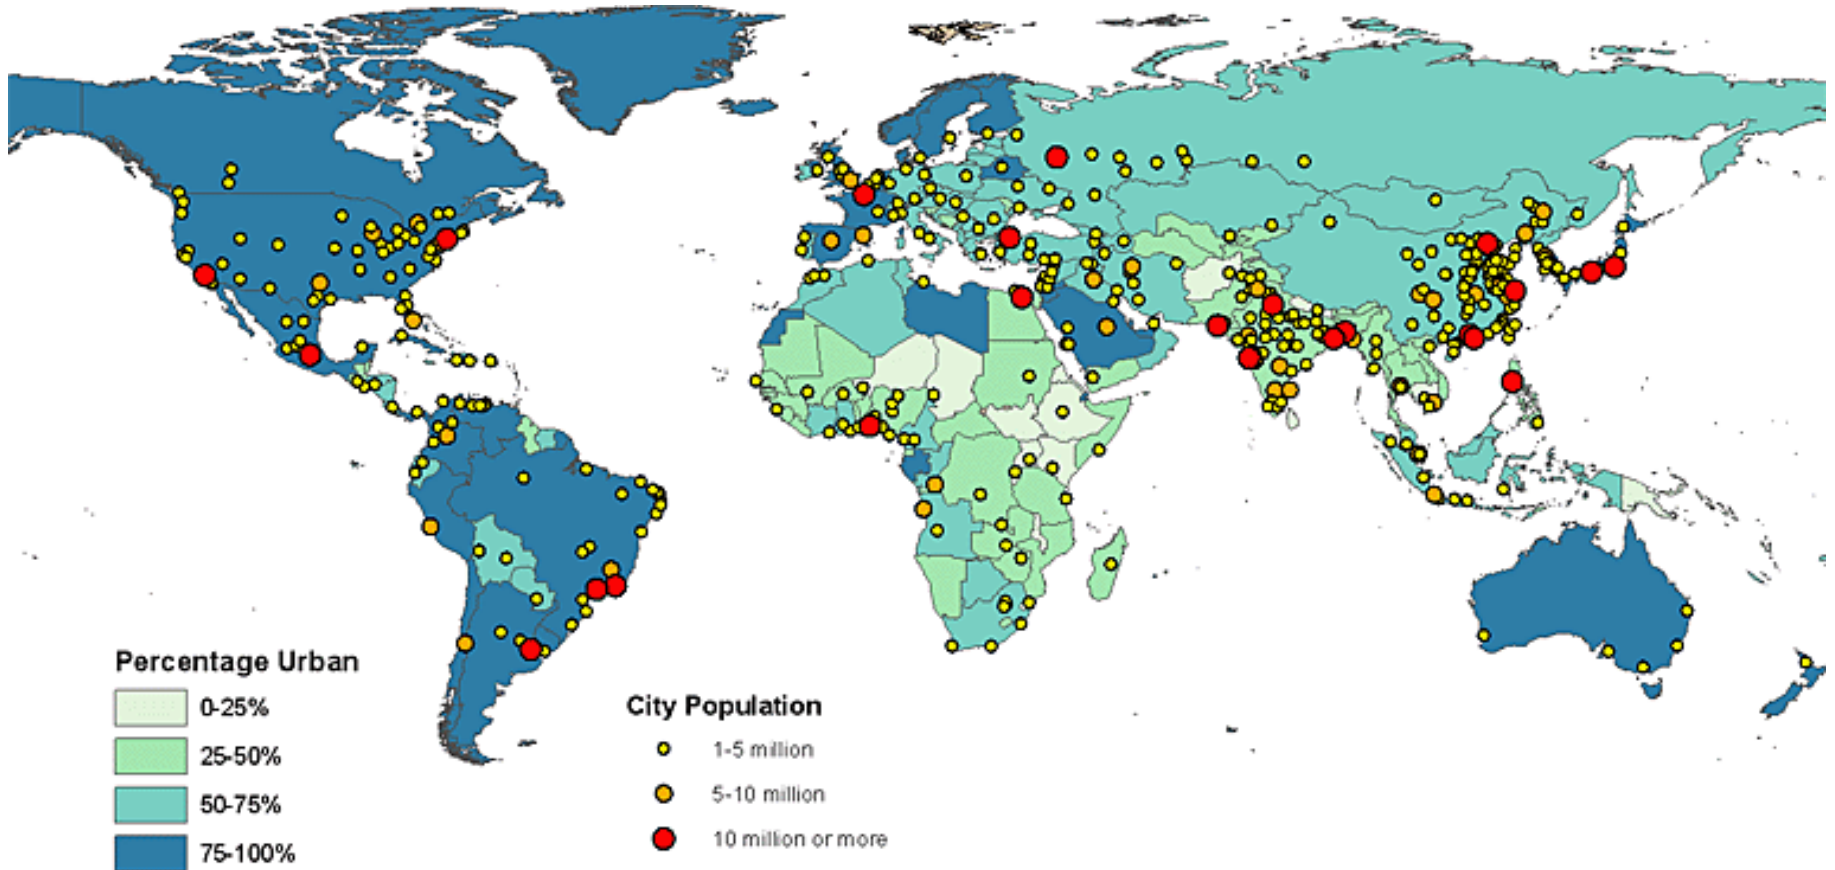 Percentage Urban
0-25%
25-50%
50-75%
75-100%
City Population
1-5 million
5-10 million
10 million or more